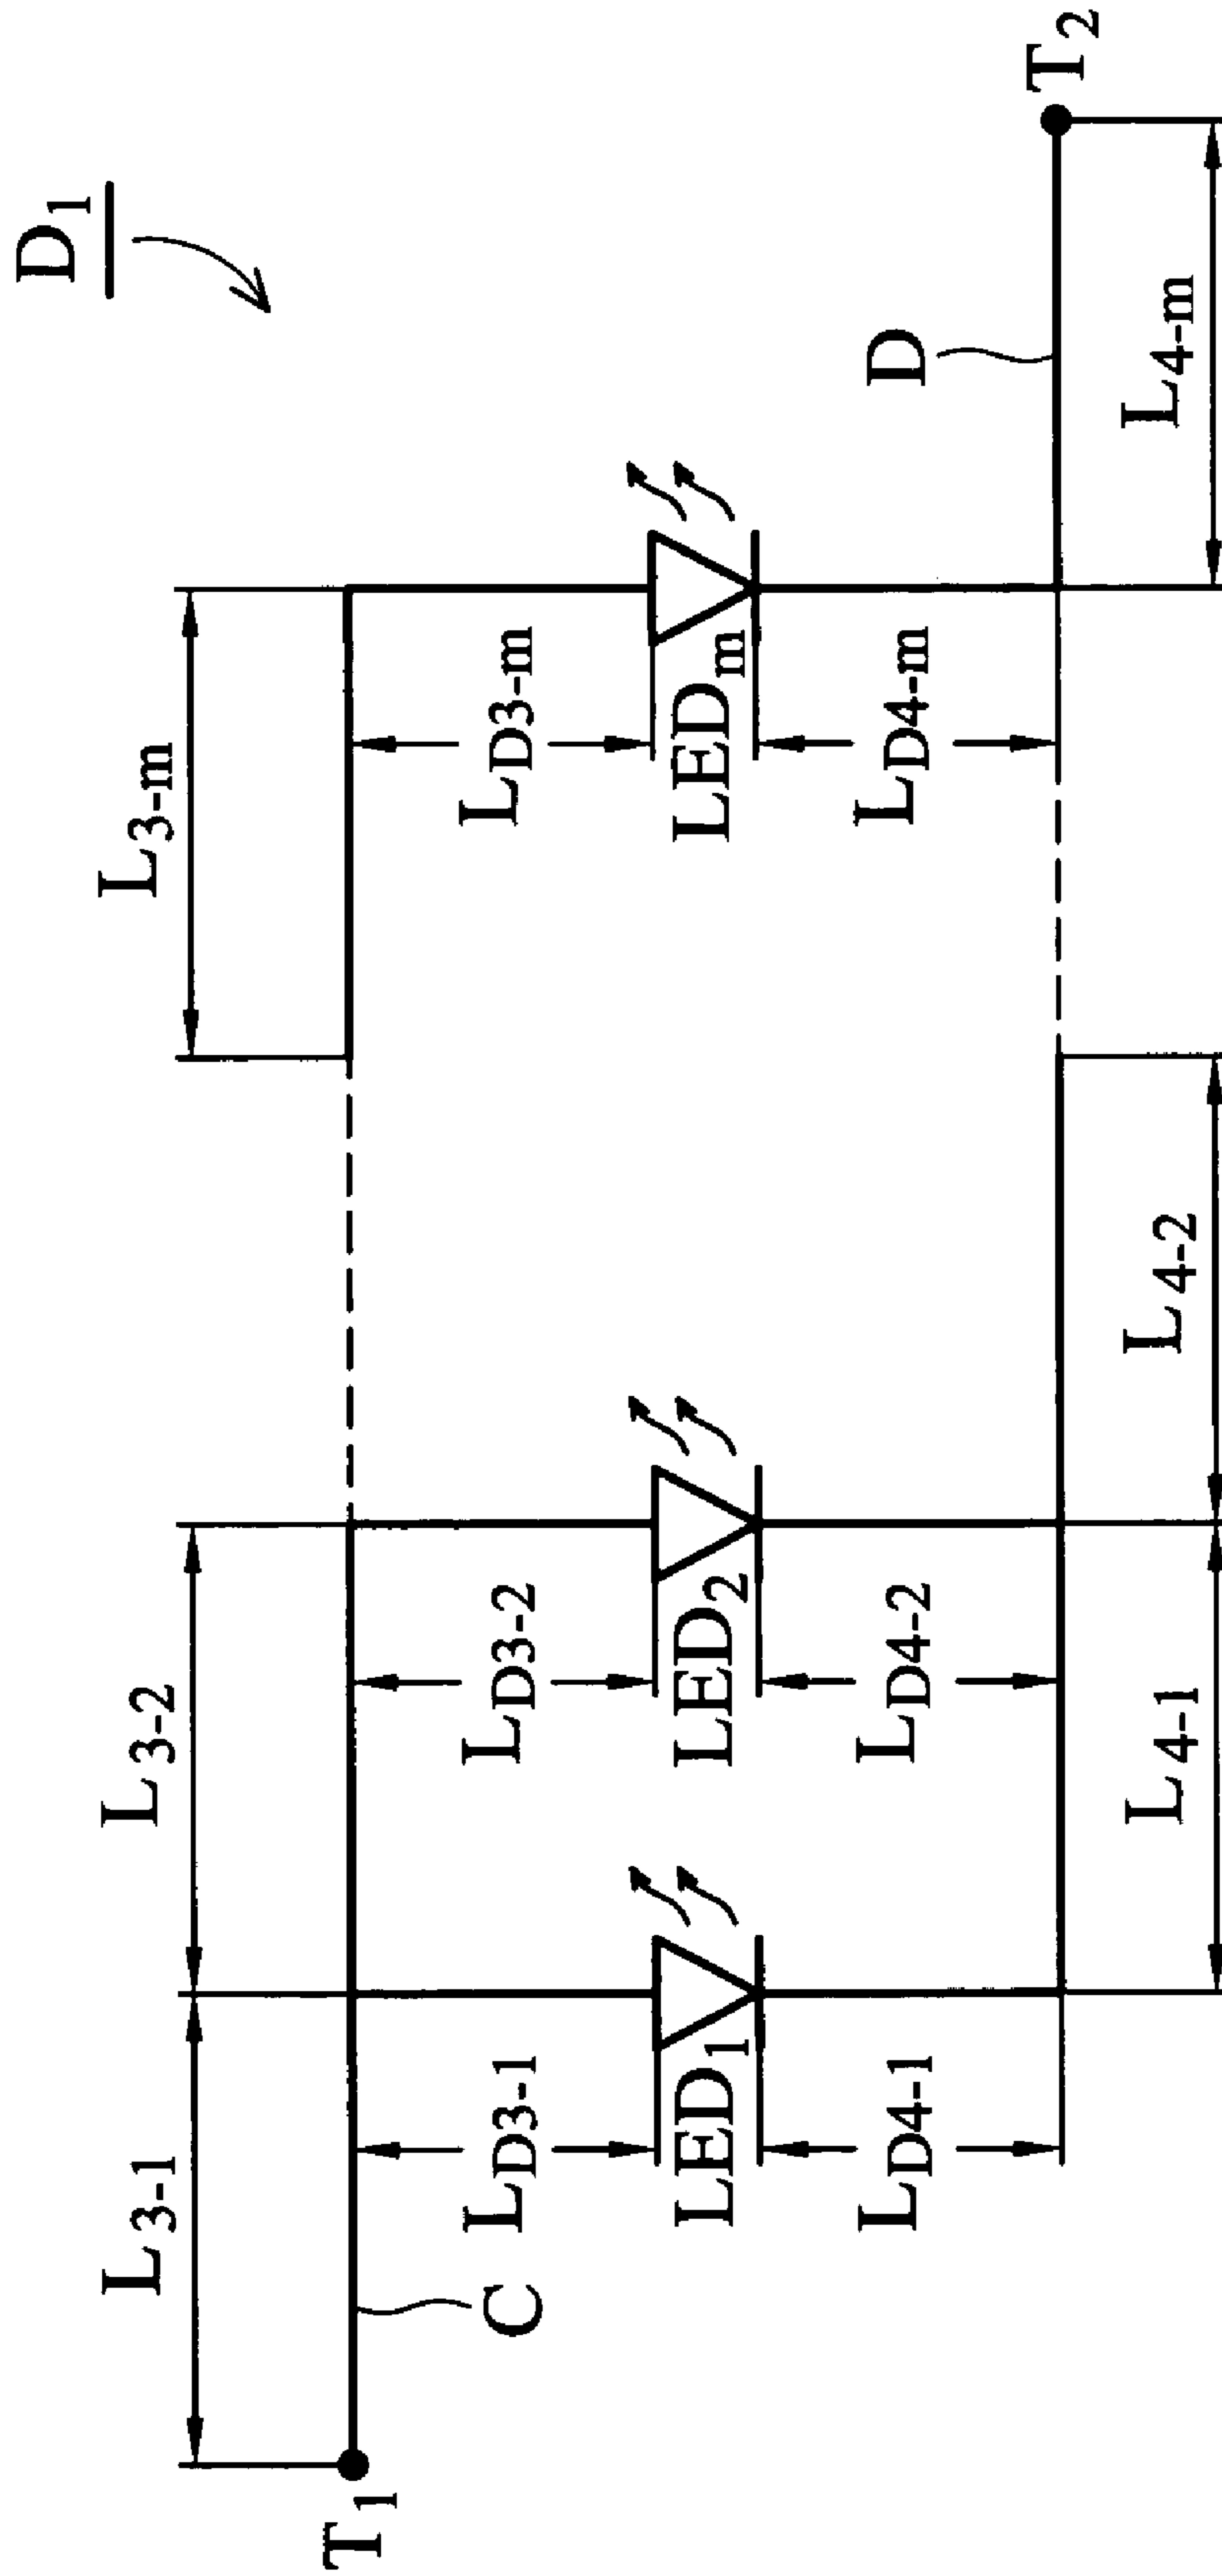 D1
L3-1
L3-2
L3-m
T1
C
LD3-1
LD3-2
LD3-m
LED1
LED2
LEDm
D
T2
LD4-1
LD4-2
LD4-m
L4-1
L4-2
L4-m